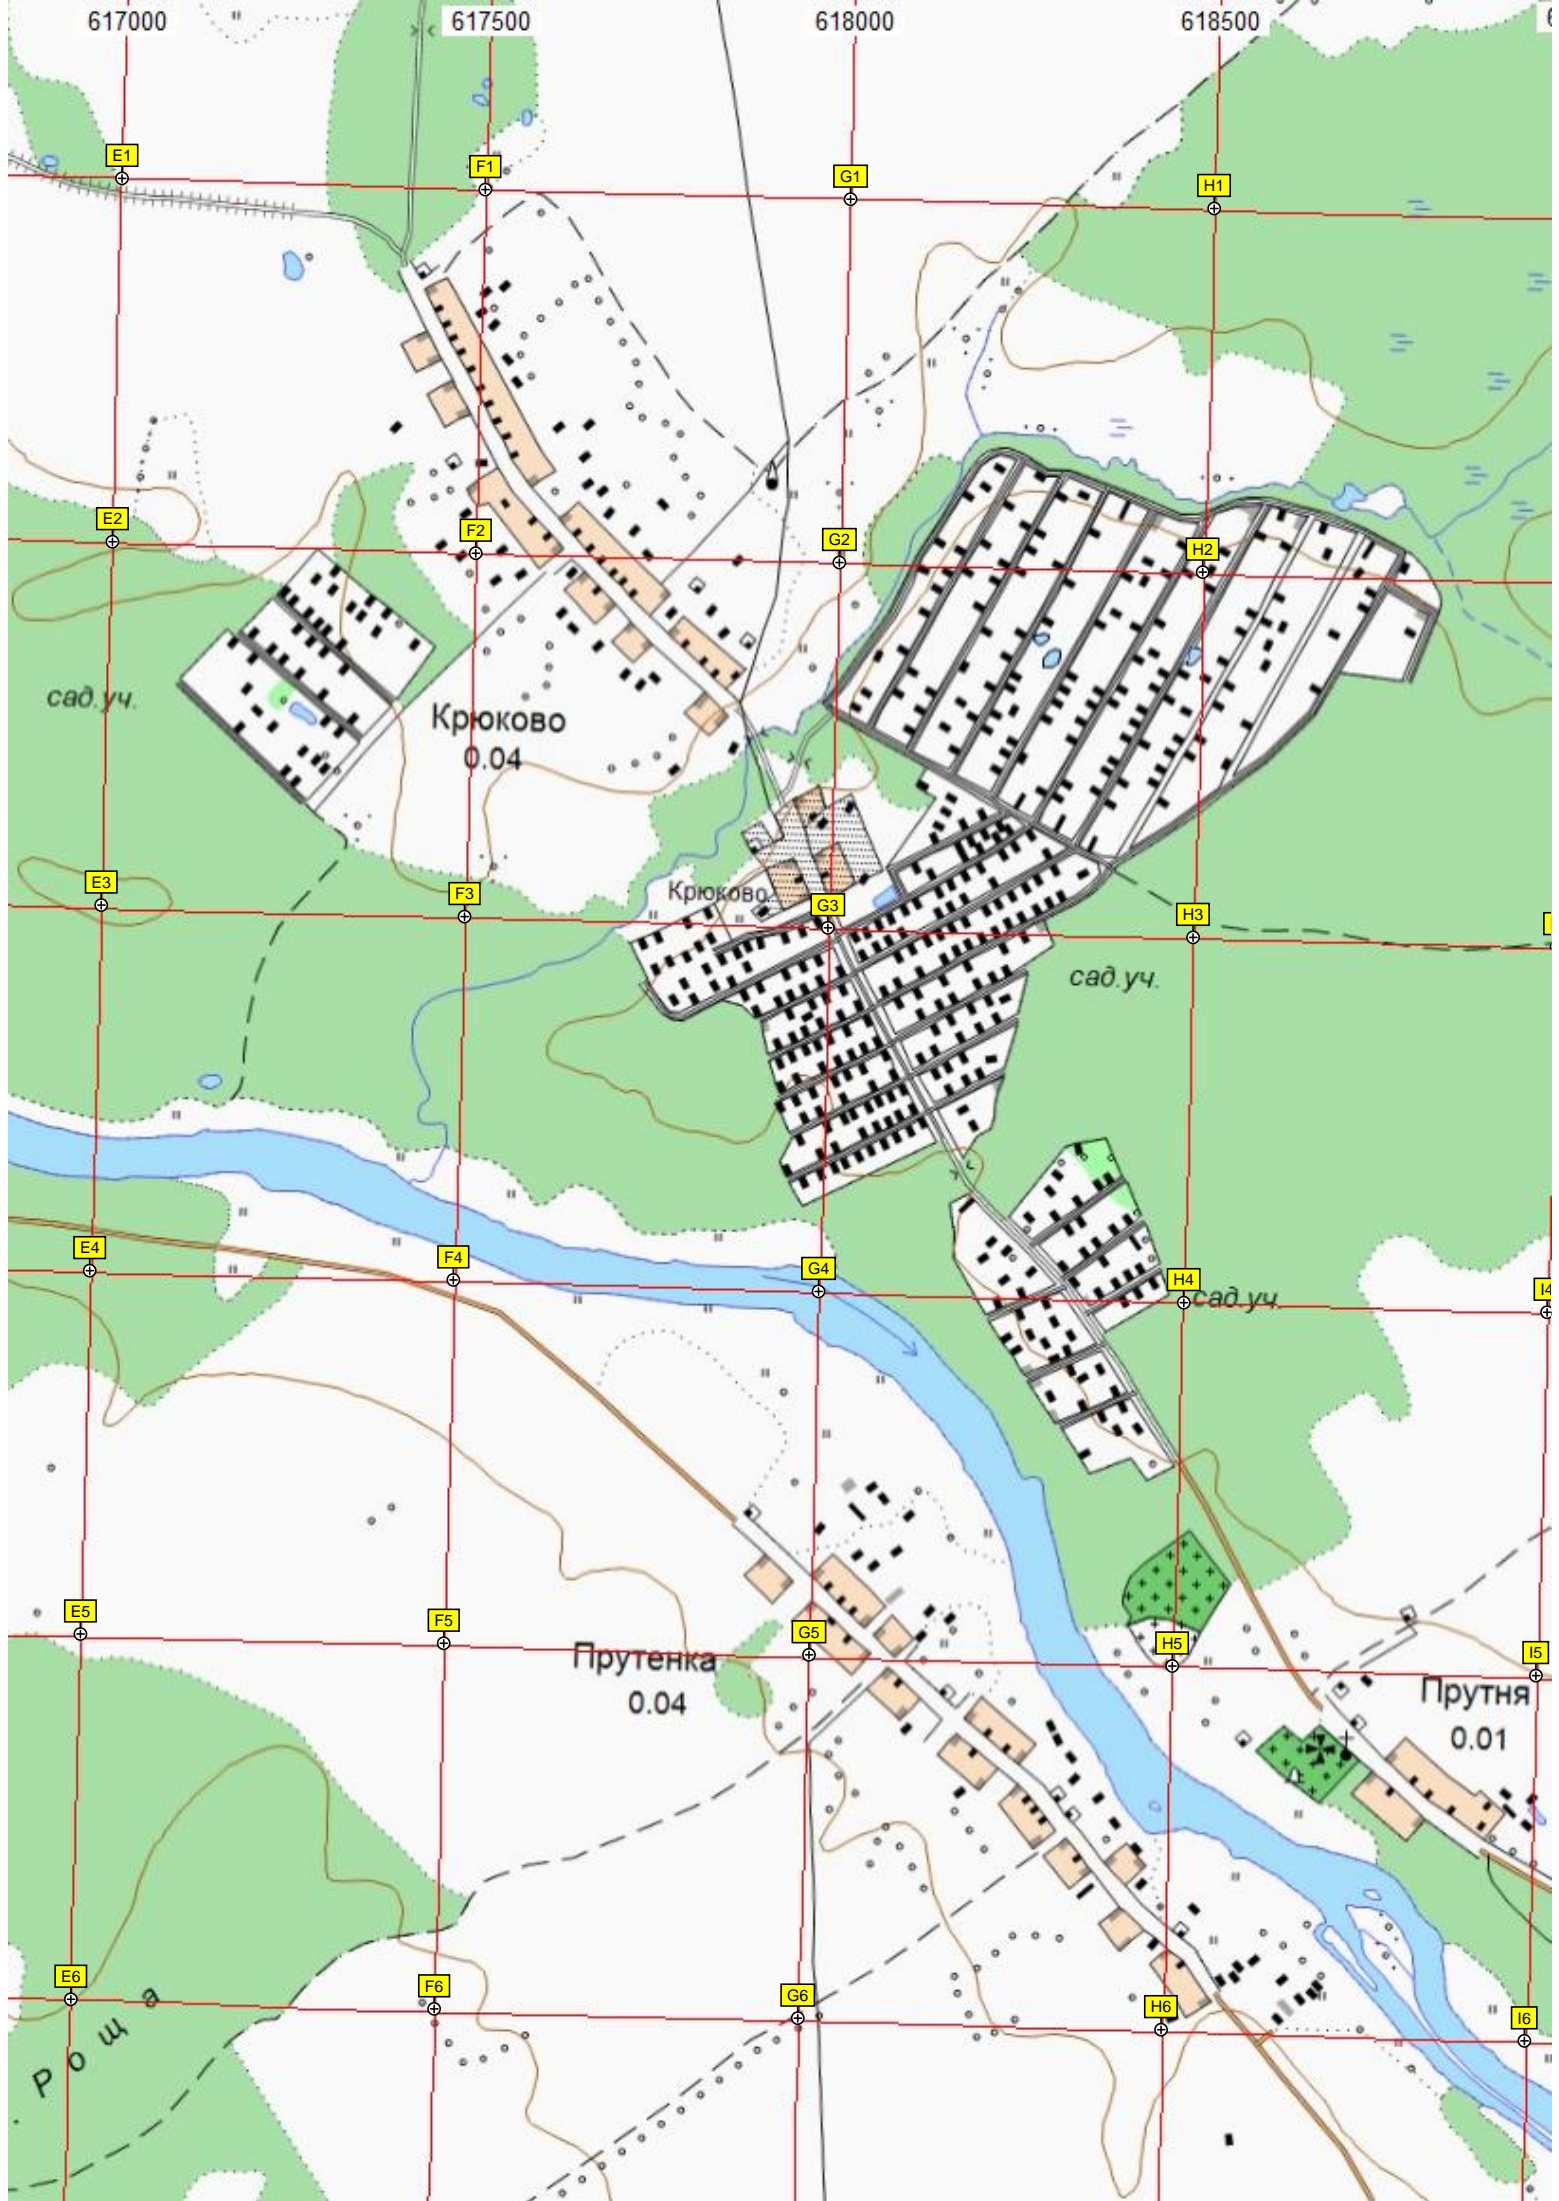 617000 617500 618000 618500
E1 F1 G1 H1
E2 F2 G2 H2
сад.уч.
Крюково
0.04
E3 F3 Крюково G3 H3
сад.уч.
E4 F4 G4 H4 I4
сад.уч.
E5 F5 G5 H5 I5
Прутенка
0.04
Прутня
0.01
E6 F6 G6 H6 I6
Роща